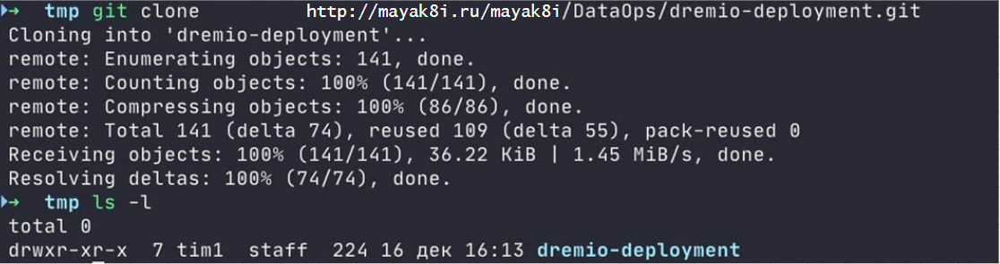 ➜ tmp git clone http://mayak8i.ru/mayak8i/DataOps/dremio-deployment.git
Cloning into 'dremio-deployment'...
remote: Enumerating objects: 141, done.
remote: Counting objects: 100% (141/141), done.
remote: Compressing objects: 100% (86/86), done.
remote: Total 141 (delta 74), reused 109 (delta 55), pack-reused 0
Receiving objects: 100% (141/141), 36.22 KiB | 1.45 MiB/s, done.
Resolving deltas: 100% (74/74), done.
➜ tmp ls -l
total 0
drwxr-xr-x 7 tim1 staff 224 16 дек 16:13 dremio-deployment